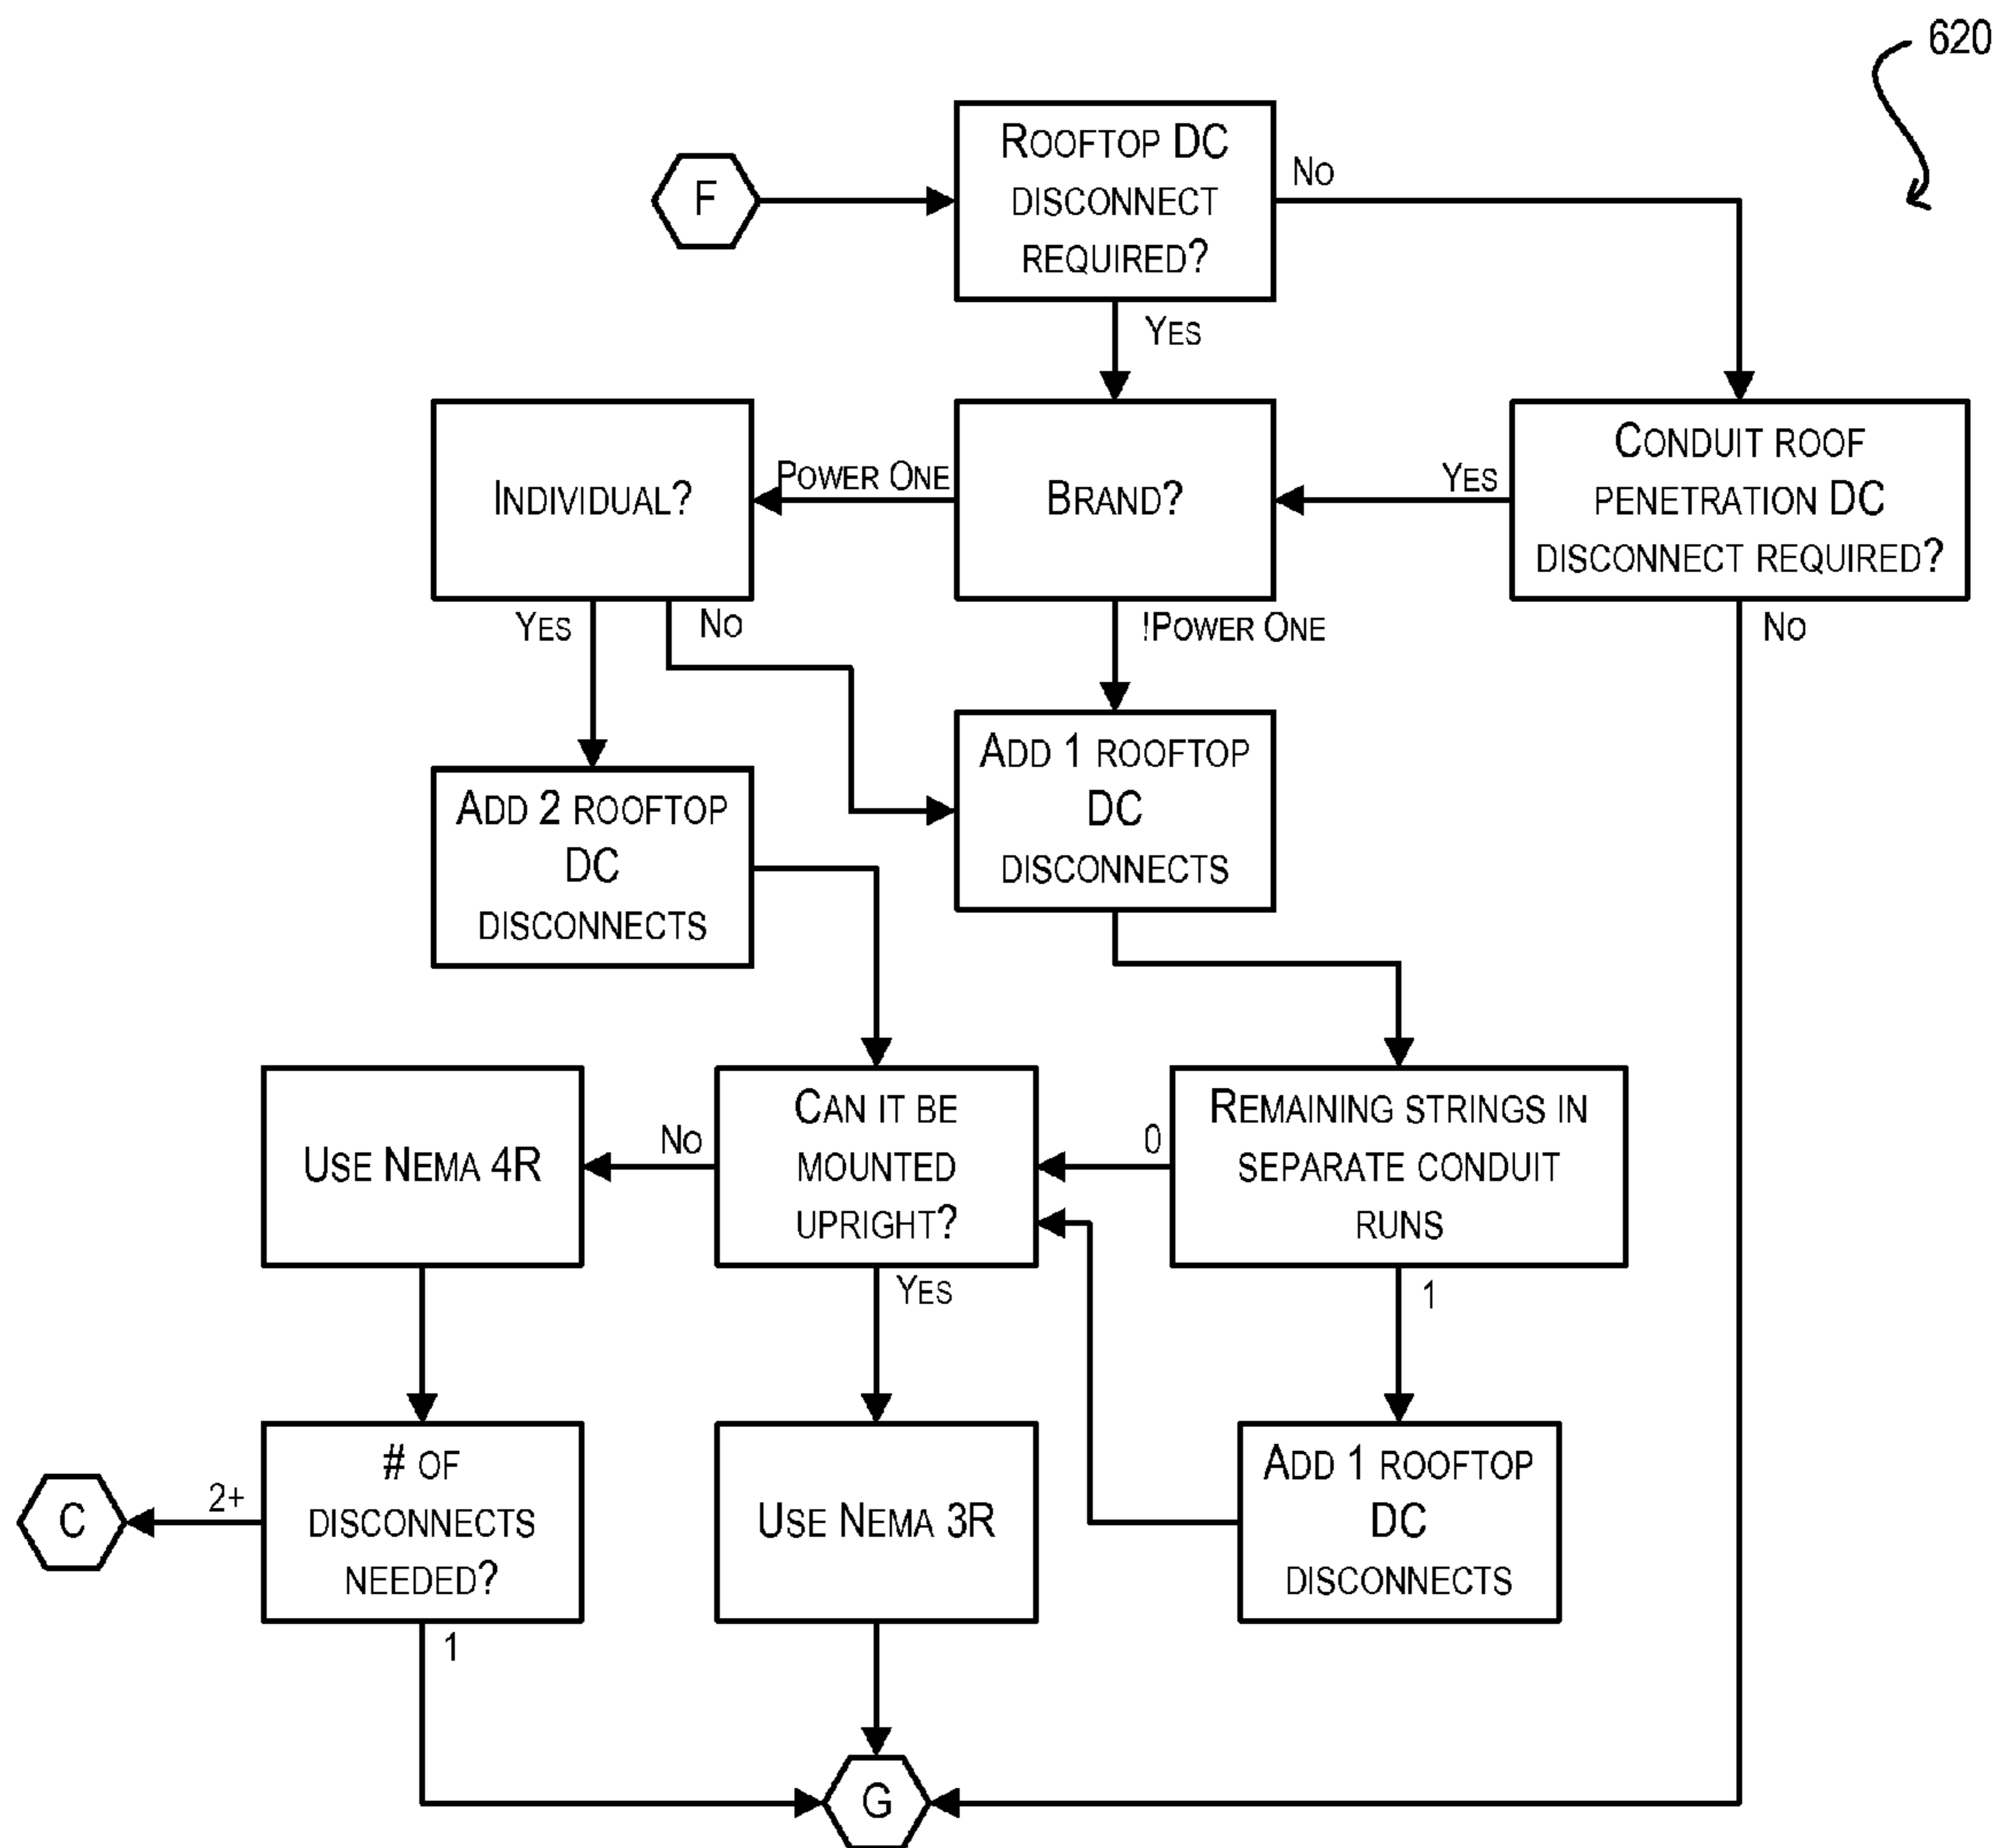 620
F
Rooftop DC
disconnect
required?
No
Yes
Individual?
Power One
Brand?
Yes
Conduit roof
penetration DC
disconnect required?
Yes
No
!Power One
No
Add 2 rooftop
DC
disconnects
Add 1 rooftop
DC
disconnects
Use Nema 4R
No
Can it be
mounted
upright?
0
Remaining strings in
separate conduit
runs
Yes
1
C
2+
# of
disconnects
needed?
Use Nema 3R
Add 1 rooftop
DC
disconnects
1
G